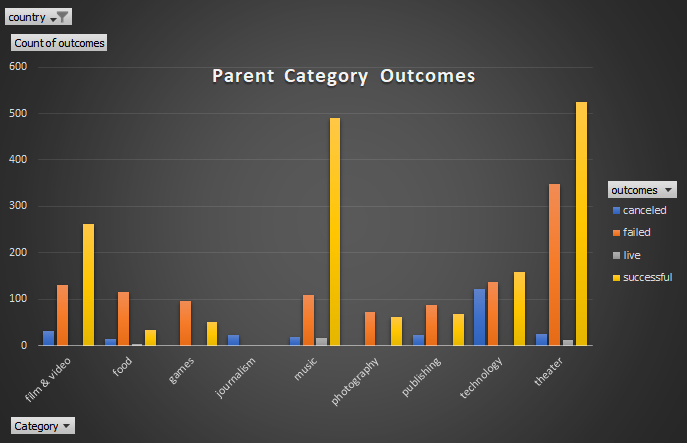 country
Count of outcomes
Parent Category Outcomes
600
500
400
300
200
100
0
film & video
food
games
journalism
music
photography
publishing
technology
theater
outcomes
canceled
failed
live
successful
Category